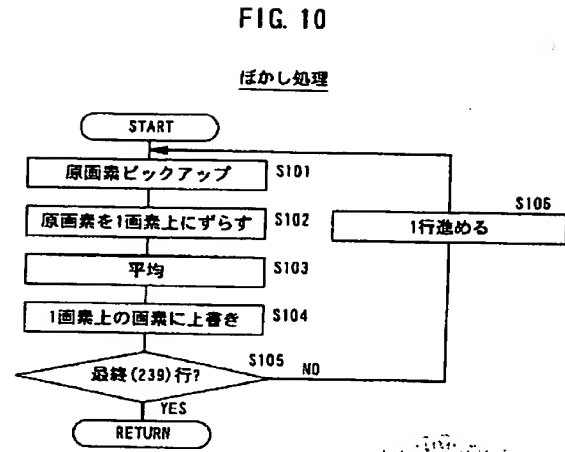 FIG. 10
ぼかし処理
START
原画素ピックアップ S101
原画素を1画素上にずらす S102
平均 S103
1画素上の画素に上書き S104
最終(239)行? S105
NO
YES
RETURN
S106
1行進める